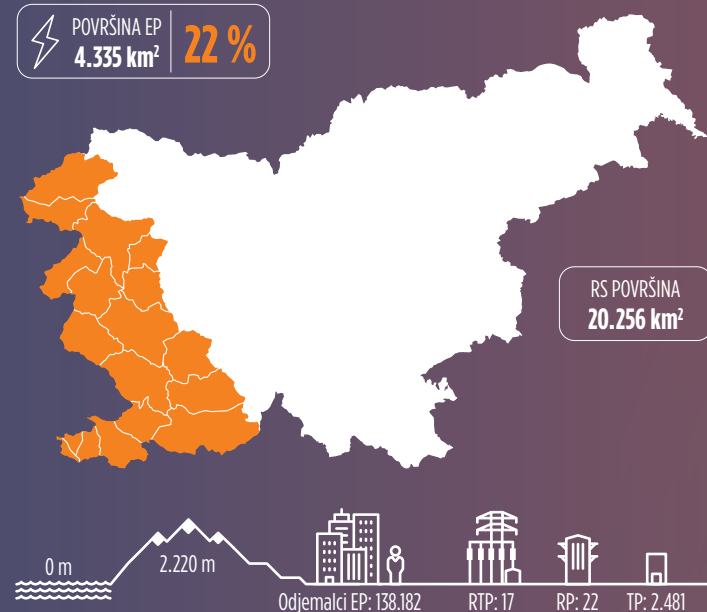 POVRŠINA EP
4.335 km²
22 %
RS POVRŠINA
20.256 km²
0 m
2.220 m
Odjemalci EP: 138.182
RTP: 17
RP: 22
TP: 2.481